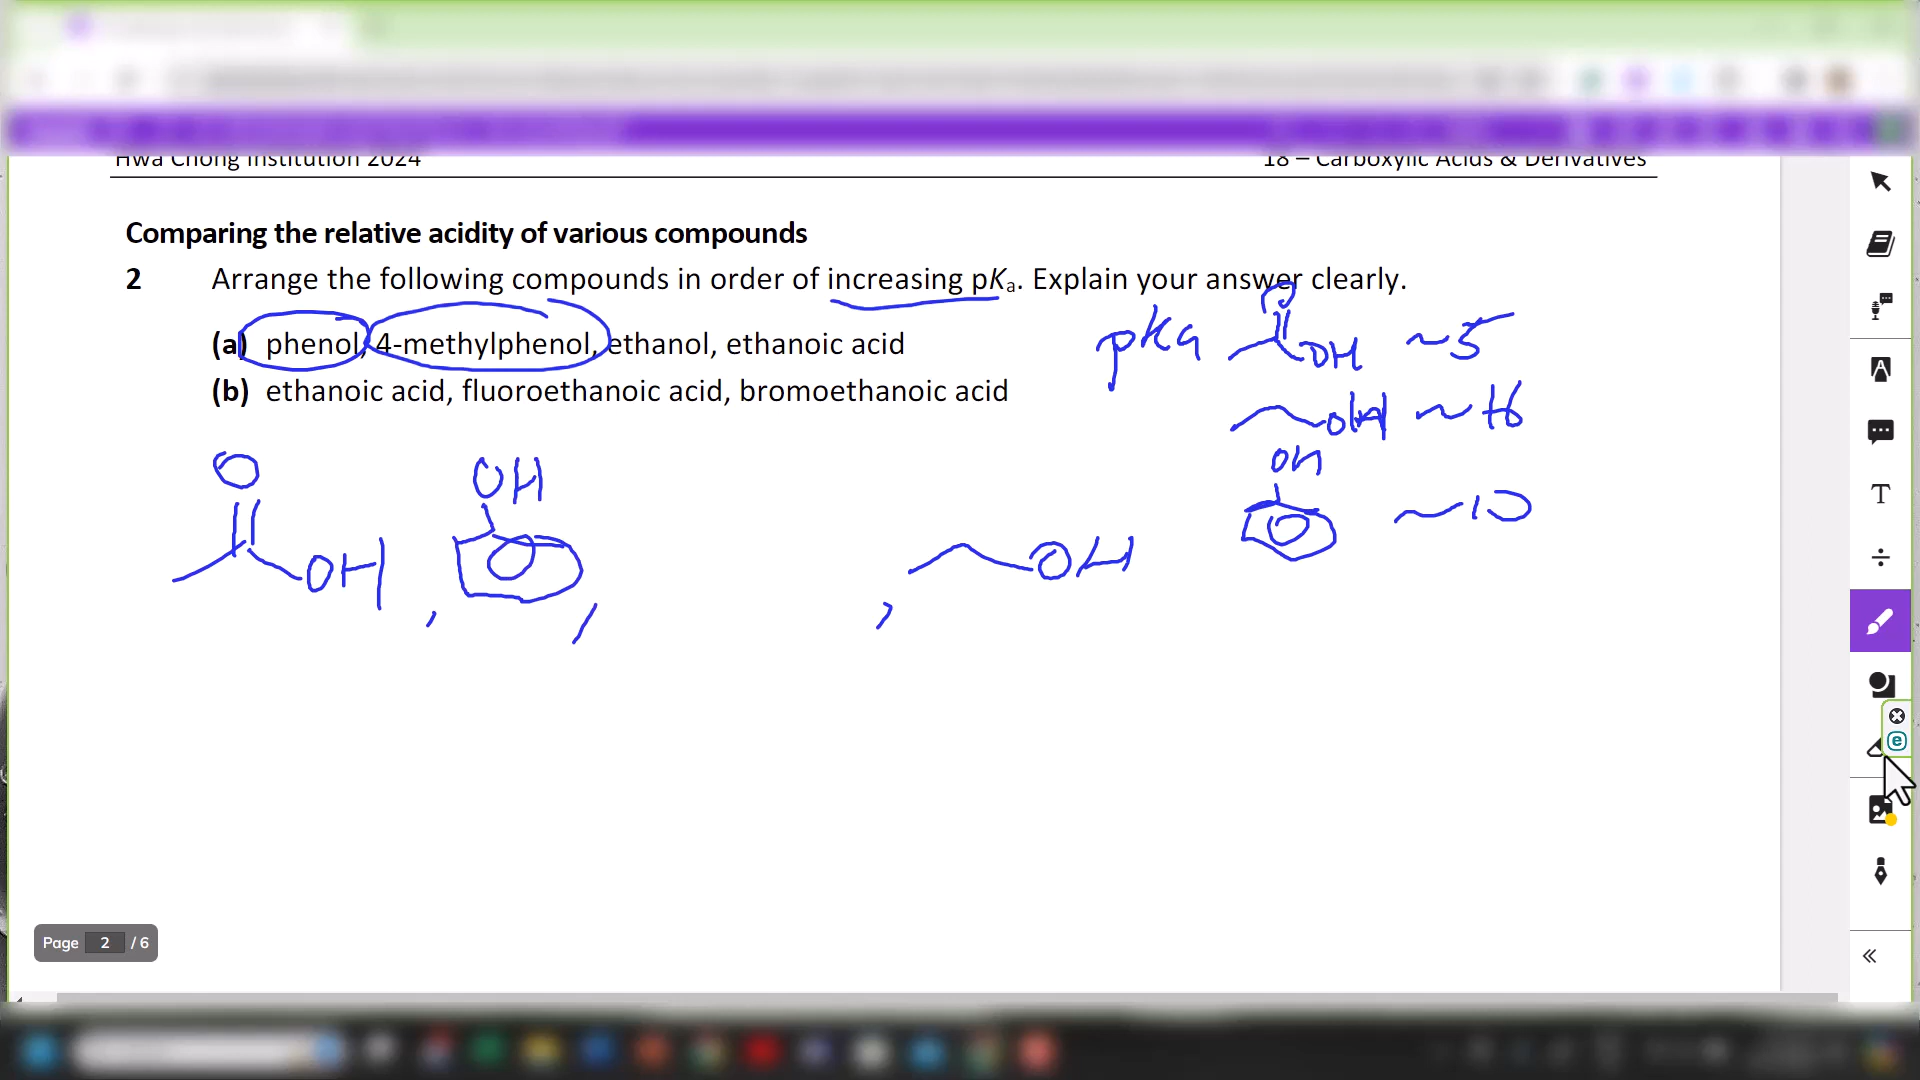 Hwa Chong Institution 2024
18 – Carboxylic Acids & Derivatives
Comparing the relative acidity of various compounds
2 Arrange the following compounds in order of increasing pKa. Explain your answer clearly.
(a) phenol, 4-methylphenol, ethanol, ethanoic acid
(b) ethanoic acid, fluoroethanoic acid, bromoethanoic acid
pKa
O
OH ~5
OH ~16
OH
~10
O
OH
,
OH
,
,
OH
Page 2 / 6